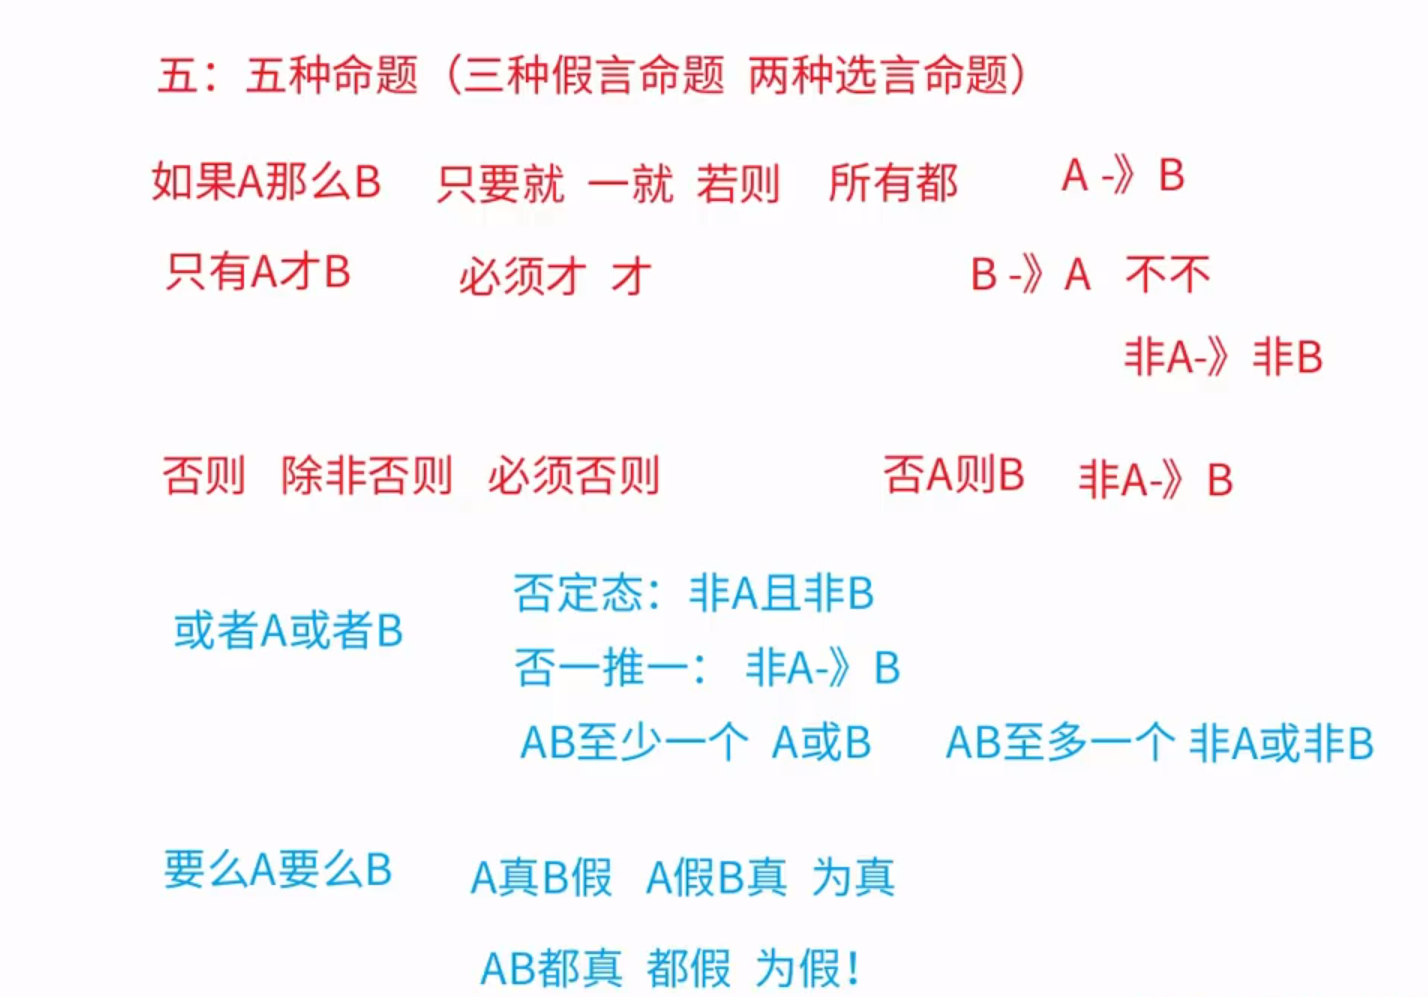 五：五种命题（三种假言命题 两种选言命题）
如果A那么B 只要就 一就 若则 所有都 A -》B
只有A才B 必须才 才 B -》A 不不
非A-》非B
否则 除非否则 必须否则 否A则B 非A-》B
否定态：非A且非B
或者A或者B
否一推一： 非A-》B
AB至少一个 A或B AB至多一个 非A或非B
要么A要么B A真B假 A假B真 为真
AB都真 都假 为假！